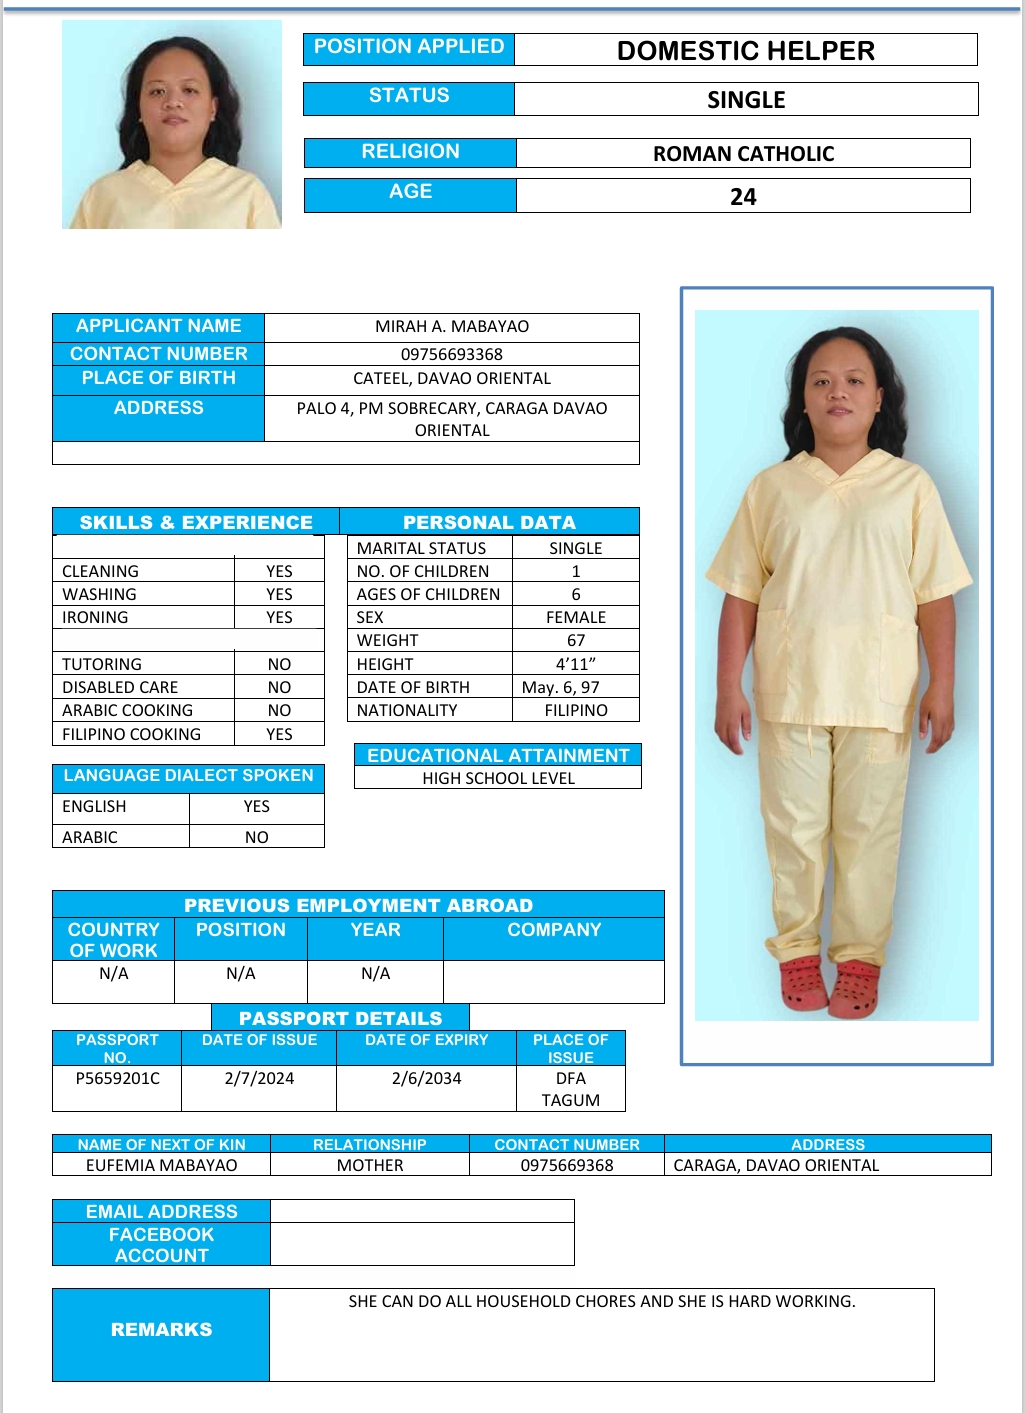 POSITION APPLIED DOMESTIC HELPER
STATUS SINGLE
RELIGION ROMAN CATHOLIC
AGE 24
APPLICANT NAME MIRAH A. MABAYAO
CONTACT NUMBER 09756693368
PLACE OF BIRTH CATEEL, DAVAO ORIENTAL
ADDRESS PALO 4, PM SOBRECARY, CARAGA DAVAO
ORIENTAL
SKILLS & EXPERIENCE
CLEANING YES
WASHING YES
IRONING YES
TUTORING NO
DISABLED CARE NO
ARABIC COOKING NO
FILIPINO COOKING YES
PERSONAL DATA
MARITAL STATUS SINGLE
NO. OF CHILDREN 1
AGES OF CHILDREN 6
SEX FEMALE
WEIGHT 67
HEIGHT 4’11”
DATE OF BIRTH May. 6, 97
NATIONALITY FILIPINO
EDUCATIONAL ATTAINMENT
HIGH SCHOOL LEVEL
LANGUAGE DIALECT SPOKEN
ENGLISH YES
ARABIC NO
PREVIOUS EMPLOYMENT ABROAD
COUNTRY POSITION YEAR COMPANY
OF WORK
N/A N/A N/A
PASSPORT DETAILS
PASSPORT DATE OF ISSUE DATE OF EXPIRY PLACE OF
NO. ISSUE
P5659201C 2/7/2024 2/6/2034 DFA
TAGUM
NAME OF NEXT OF KIN RELATIONSHIP CONTACT NUMBER ADDRESS
EUFEMIA MABAYAO MOTHER 0975669368 CARAGA, DAVAO ORIENTAL
EMAIL ADDRESS
FACEBOOK
ACCOUNT
REMARKS SHE CAN DO ALL HOUSEHOLD CHORES AND SHE IS HARD WORKING.